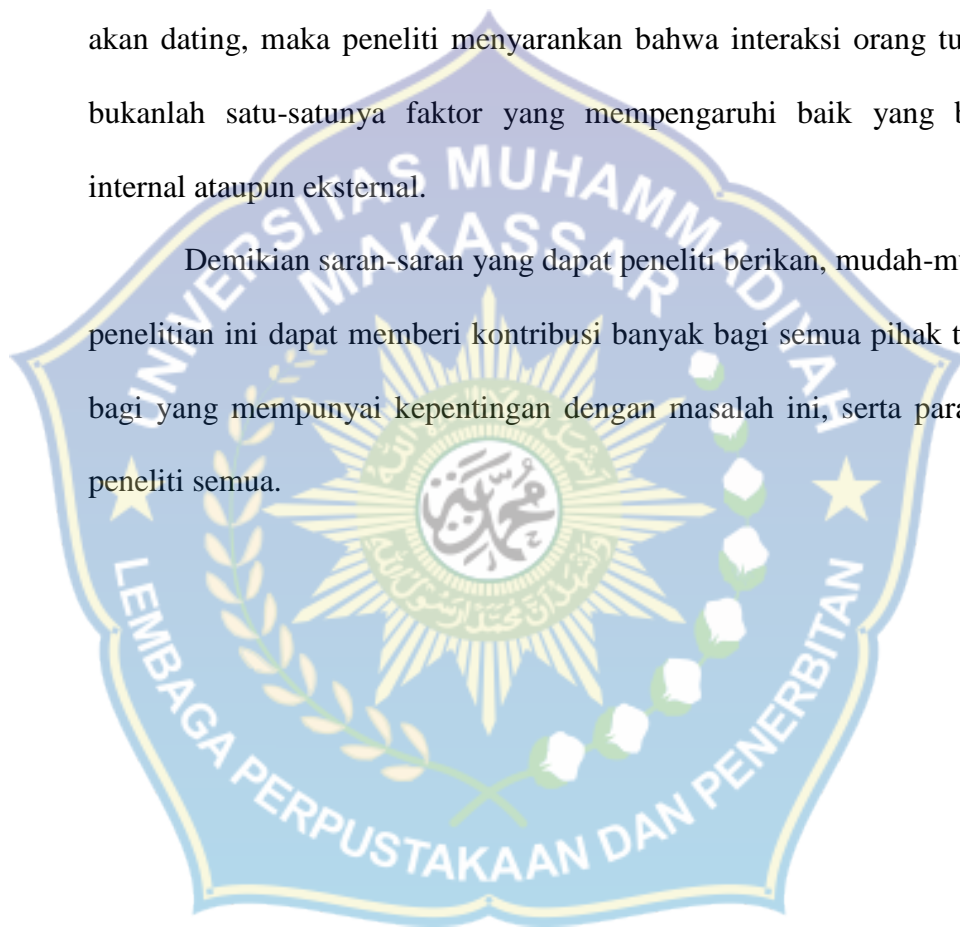 akan dating, maka peneliti menyarankan bahwa interaksi orang tu
bukanlah satu-satunya faktor yang mempengaruhi baik yang b
internal ataupun eksternal.
Demikian saran-saran yang dapat peneliti berikan, mudah-mu
penelitian ini dapat memberi kontribusi banyak bagi semua pihak t
bagi yang mempunyai kepentingan dengan masalah ini, serta para
peneliti semua.
UNIVERSITAS MUHAMMADIYAH
MAKASSAR
محمد
LEMBAGA PERPUSTAKAAN DAN PENERBITAN